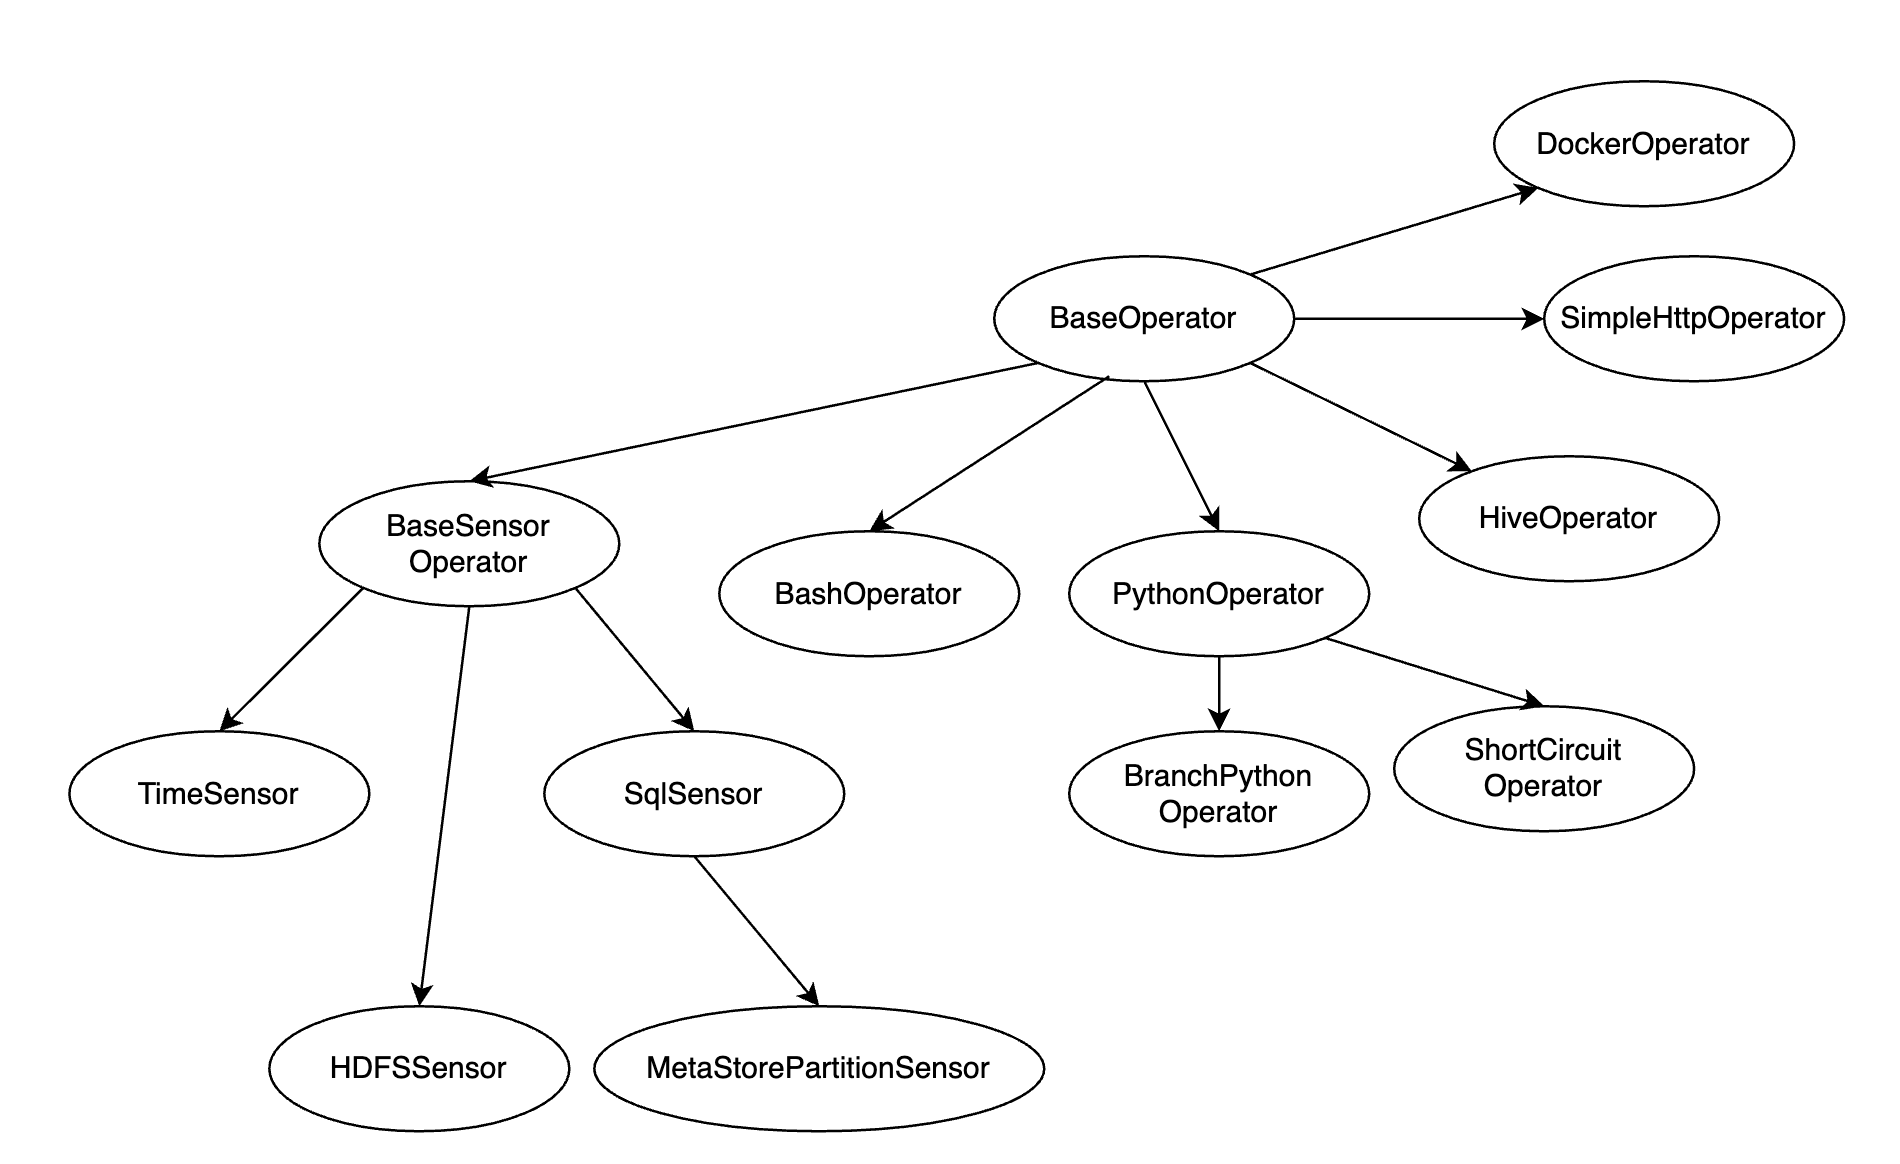 DockerOperator
BaseOperator
SimpleHttpOperator
BaseSensor
Operator
HiveOperator
BashOperator
PythonOperator
TimeSensor
SqlSensor
BranchPython
Operator
ShortCircuit
Operator
HDFSSensor
MetaStorePartitionSensor